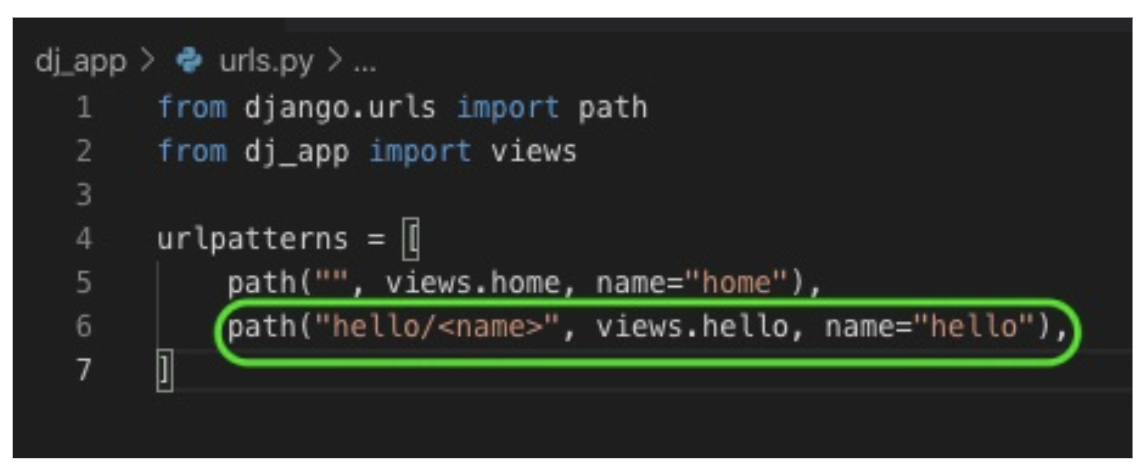 dj_app > urls.py > ...
1 from django.urls import path
2 from dj_app import views
3
4 urlpatterns = [
5     path("", views.home, name="home"),
6     path("hello/<name>", views.hello, name="hello"),
7 ]